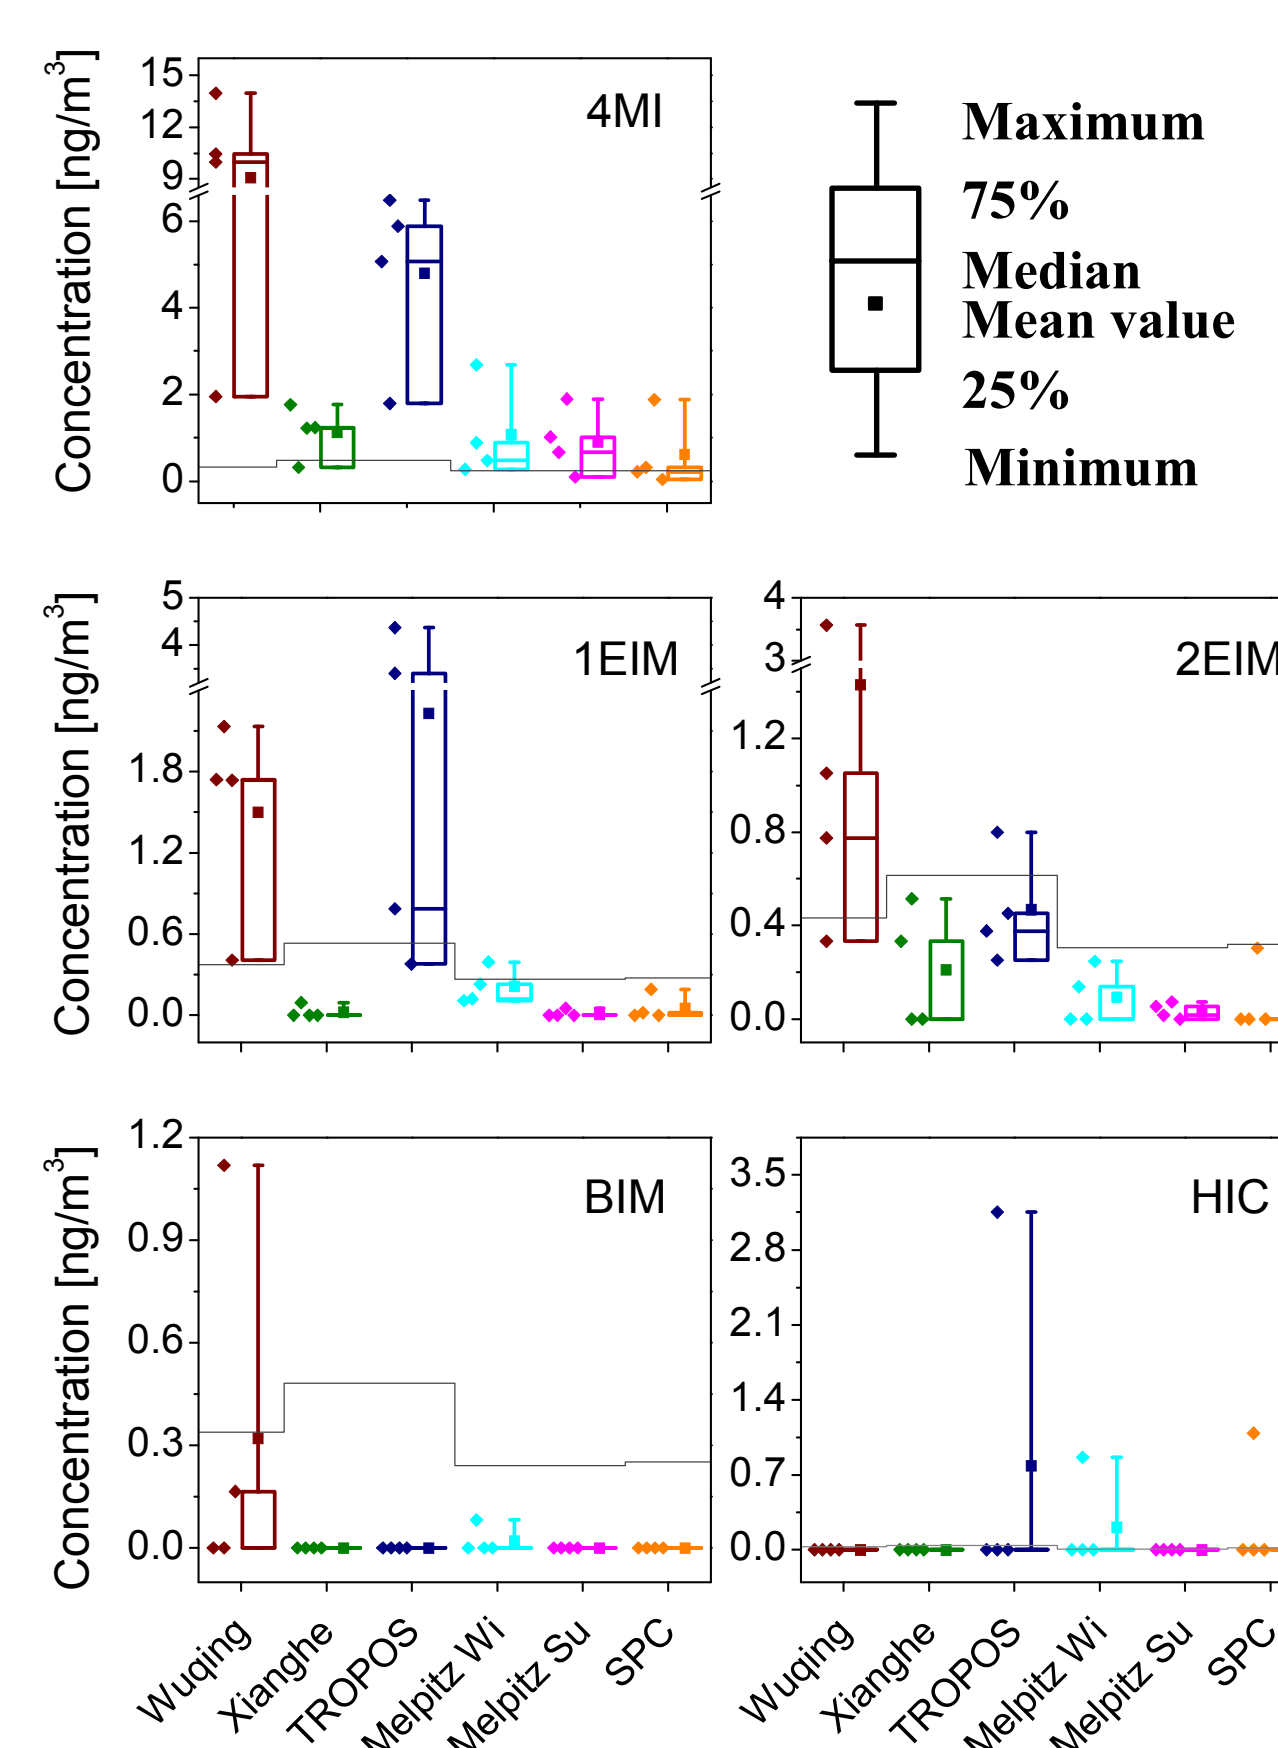 Concentration [ng/m³]
15
12
9
6
4
2
0
4MI
Maximum
75%
Median
Mean value
25%
Minimum
Concentration [ng/m³]
5
4
1.8
1.2
0.6
0.0
1EIM
4
3
1.2
0.8
0.4
0.0
2EIM
Concentration [ng/m³]
1.2
0.9
0.6
0.3
0.0
BIM
Wuqing
Xianghe
TROPOS
Melpitz Wi
Melpitz Su
SPC
3.5
2.8
2.1
1.4
0.7
0.0
HIC
Wuqing
Xianghe
TROPOS
Melpitz Wi
Melpitz Su
SPC